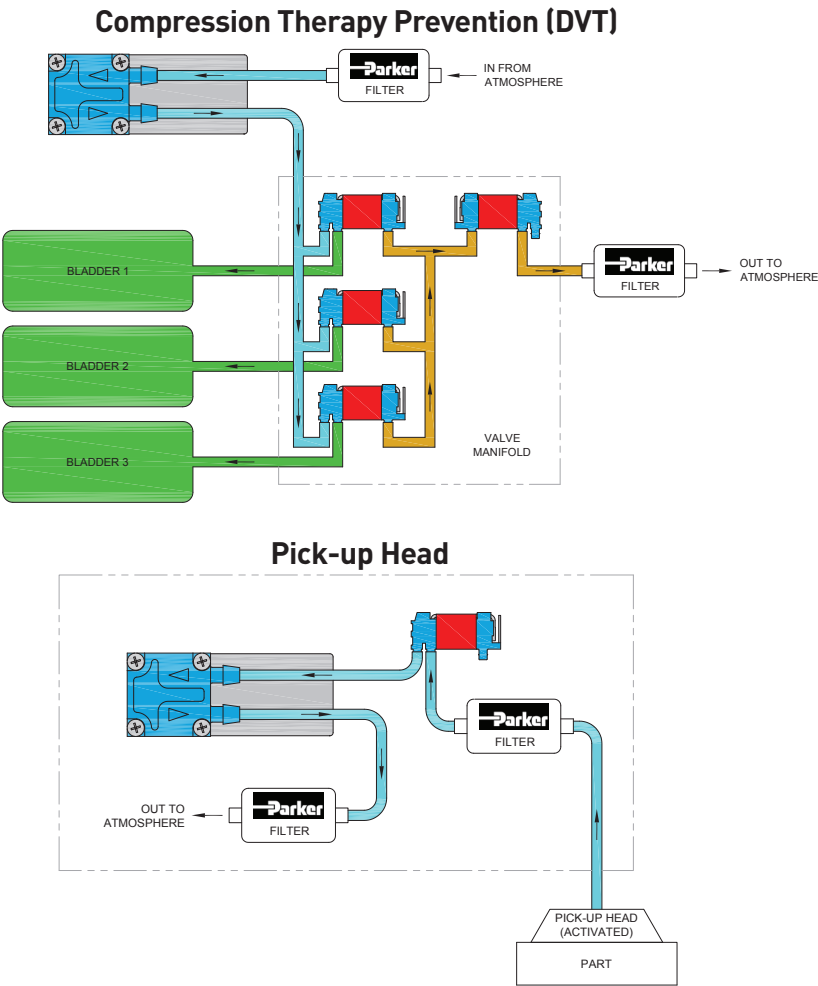 Compression Therapy Prevention (DVT)
Parker
FILTER
IN FROM
ATMOSPHERE
BLADDER 1
Parker
FILTER
OUT TO
ATMOSPHERE
BLADDER 2
BLADDER 3
VALVE
MANIFOLD
Pick-up Head
Parker
FILTER
OUT TO
ATMOSPHERE
Parker
FILTER
PICK-UP HEAD
(ACTIVATED)
PART